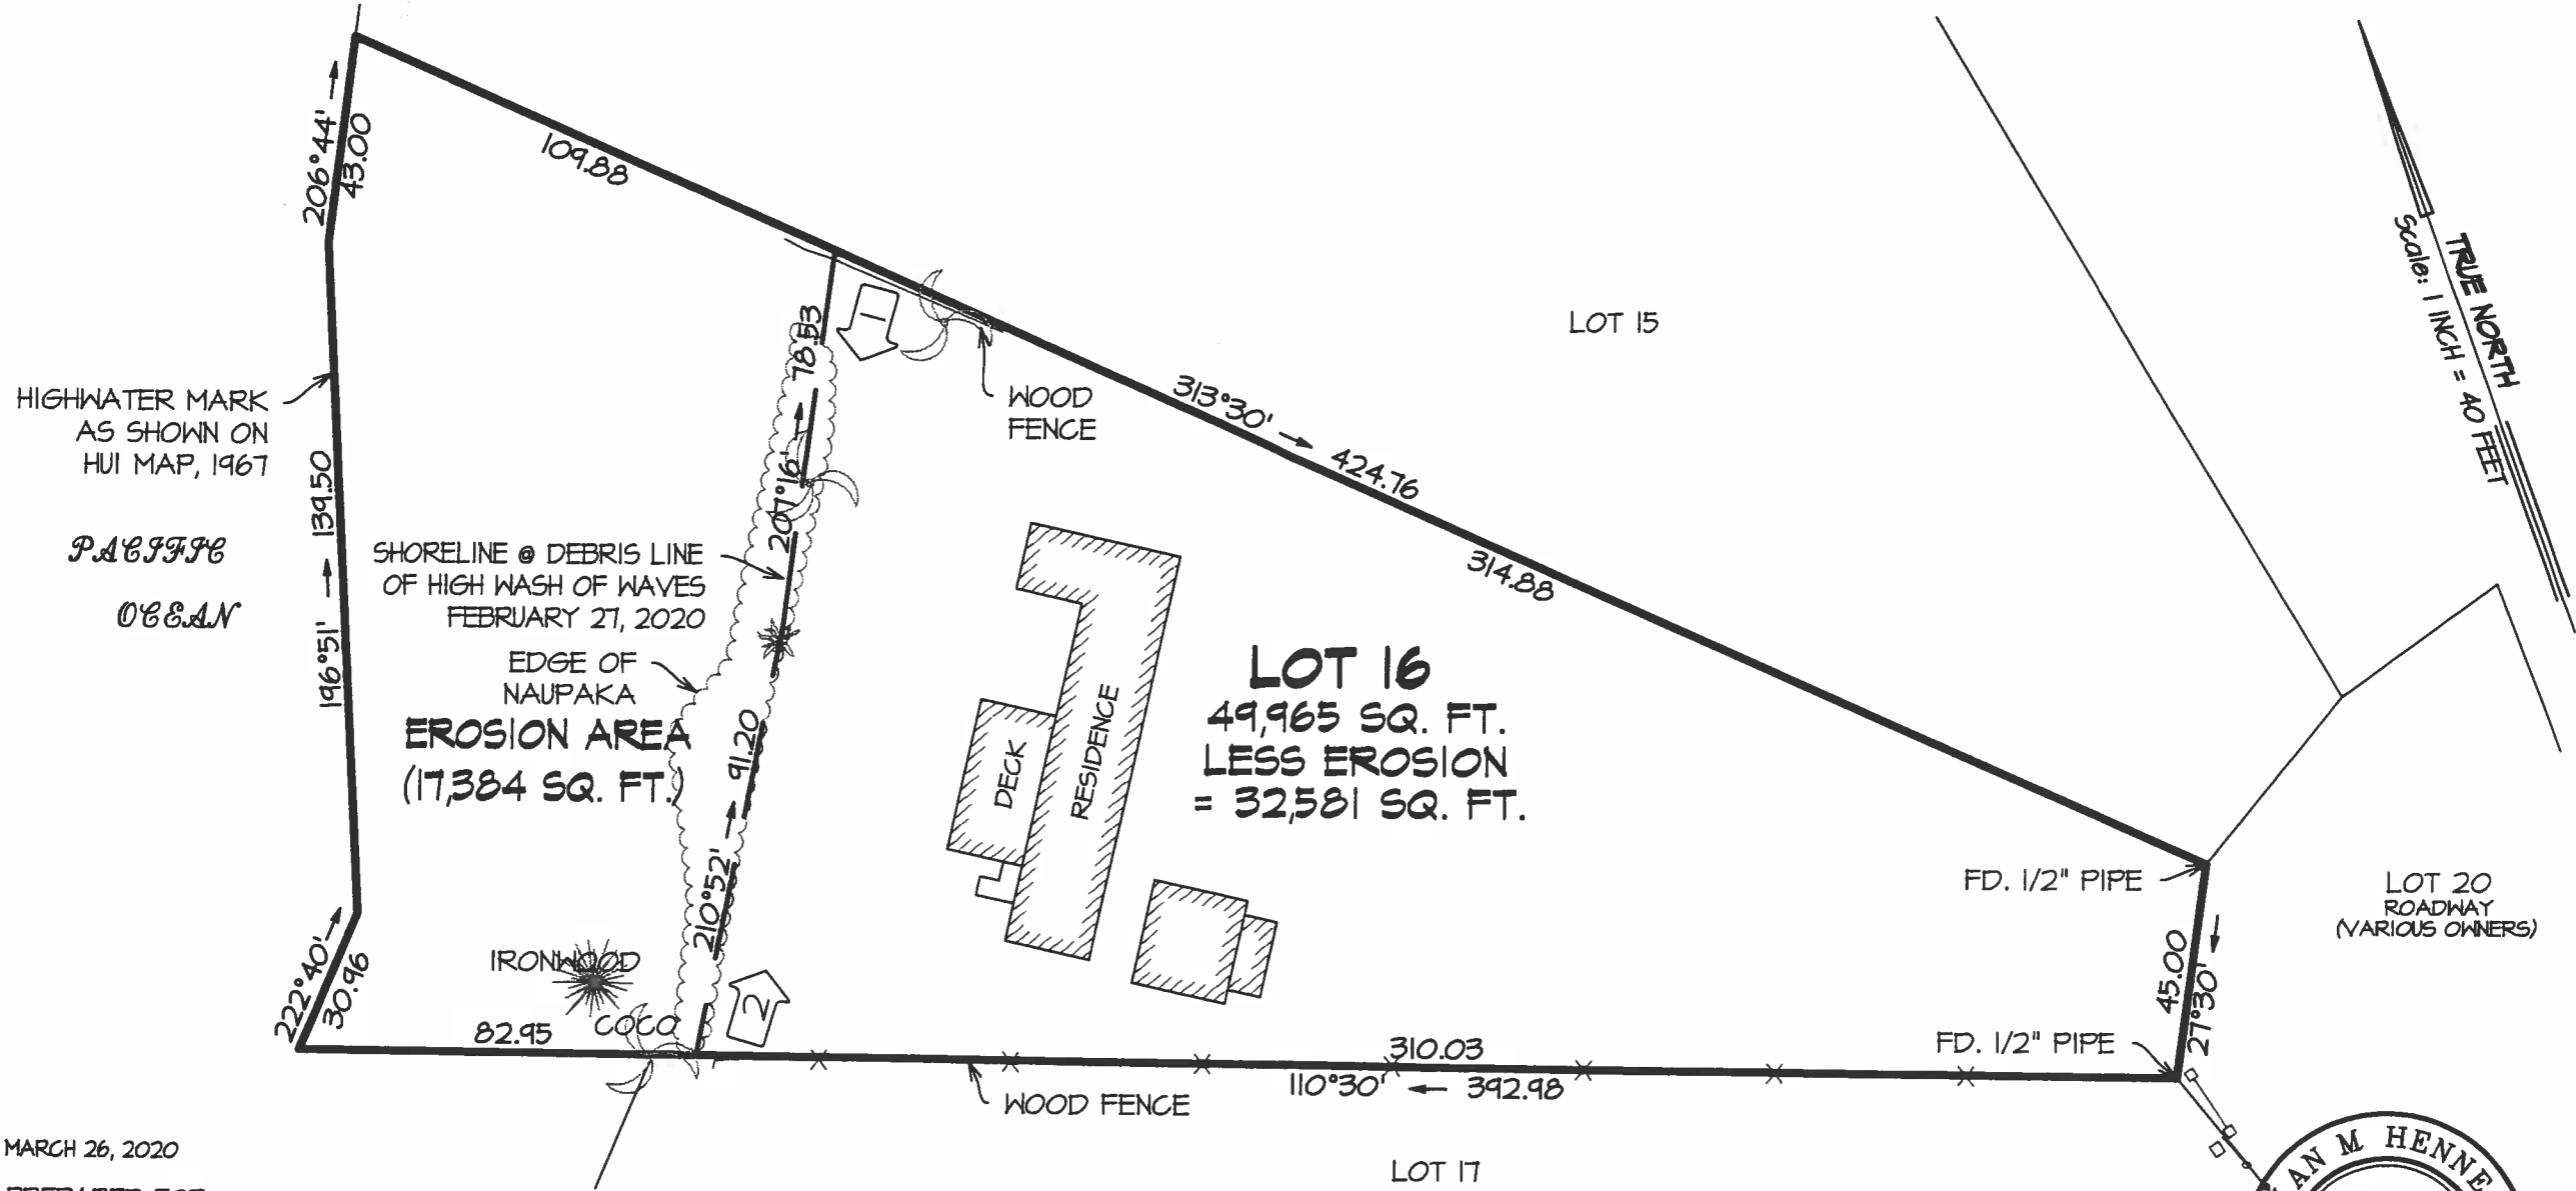 206°44'
43.00
109.88
TRUE NORTH
Scale: 1 INCH = 40 FEET
LOT 15
1
78.53
207°16'
WOOD
FENCE
313°30'
424.76
314.88
HIGHWATER MARK
AS SHOWN ON
HUI MAP, 1967
139.50
196°51'
PACIFIC
OCEAN
SHORELINE @ DEBRIS LINE
OF HIGH WASH OF WAVES
FEBRUARY 27, 2020
EDGE OF
NAUPAKA
EROSION AREA
(17,384 SQ. FT.)
91.20
210°52'
DECK
RESIDENCE
LOT 16
49,965 SQ. FT.
LESS EROSION
= 32,581 SQ. FT.
FD. 1/2" PIPE
LOT 20
ROADWAY
(VARIOUS OWNERS)
45.00
27°30'
FD. 1/2" PIPE
IRONWOOD
COCO
2
222°40'
30.96
82.95
310.03
110°30'
392.98
WOOD FENCE
LOT 17
MARCH 26, 2020
PREPARED FOR
AN M HENNE